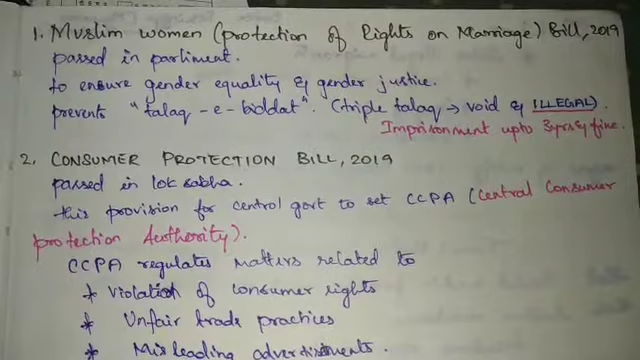 1. Muslim women (protection of Rights on Marriage) Bill, 2019
passed in parliment.
to ensure gender equality & gender justice.
prevents "talaq-e-biddat". (triple talaq → void & ILLEGAL).
Imprisonment upto 3yrs & fine.
2. CONSUMER PROTECTION BILL, 2019
passed in lok sabha.
this provision for central govt to set CCPA (Central Consumer
protection Authority).
CCPA regulates matters related to
* violation of consumer rights
* Unfair trade practices
* Misleading advertisments.